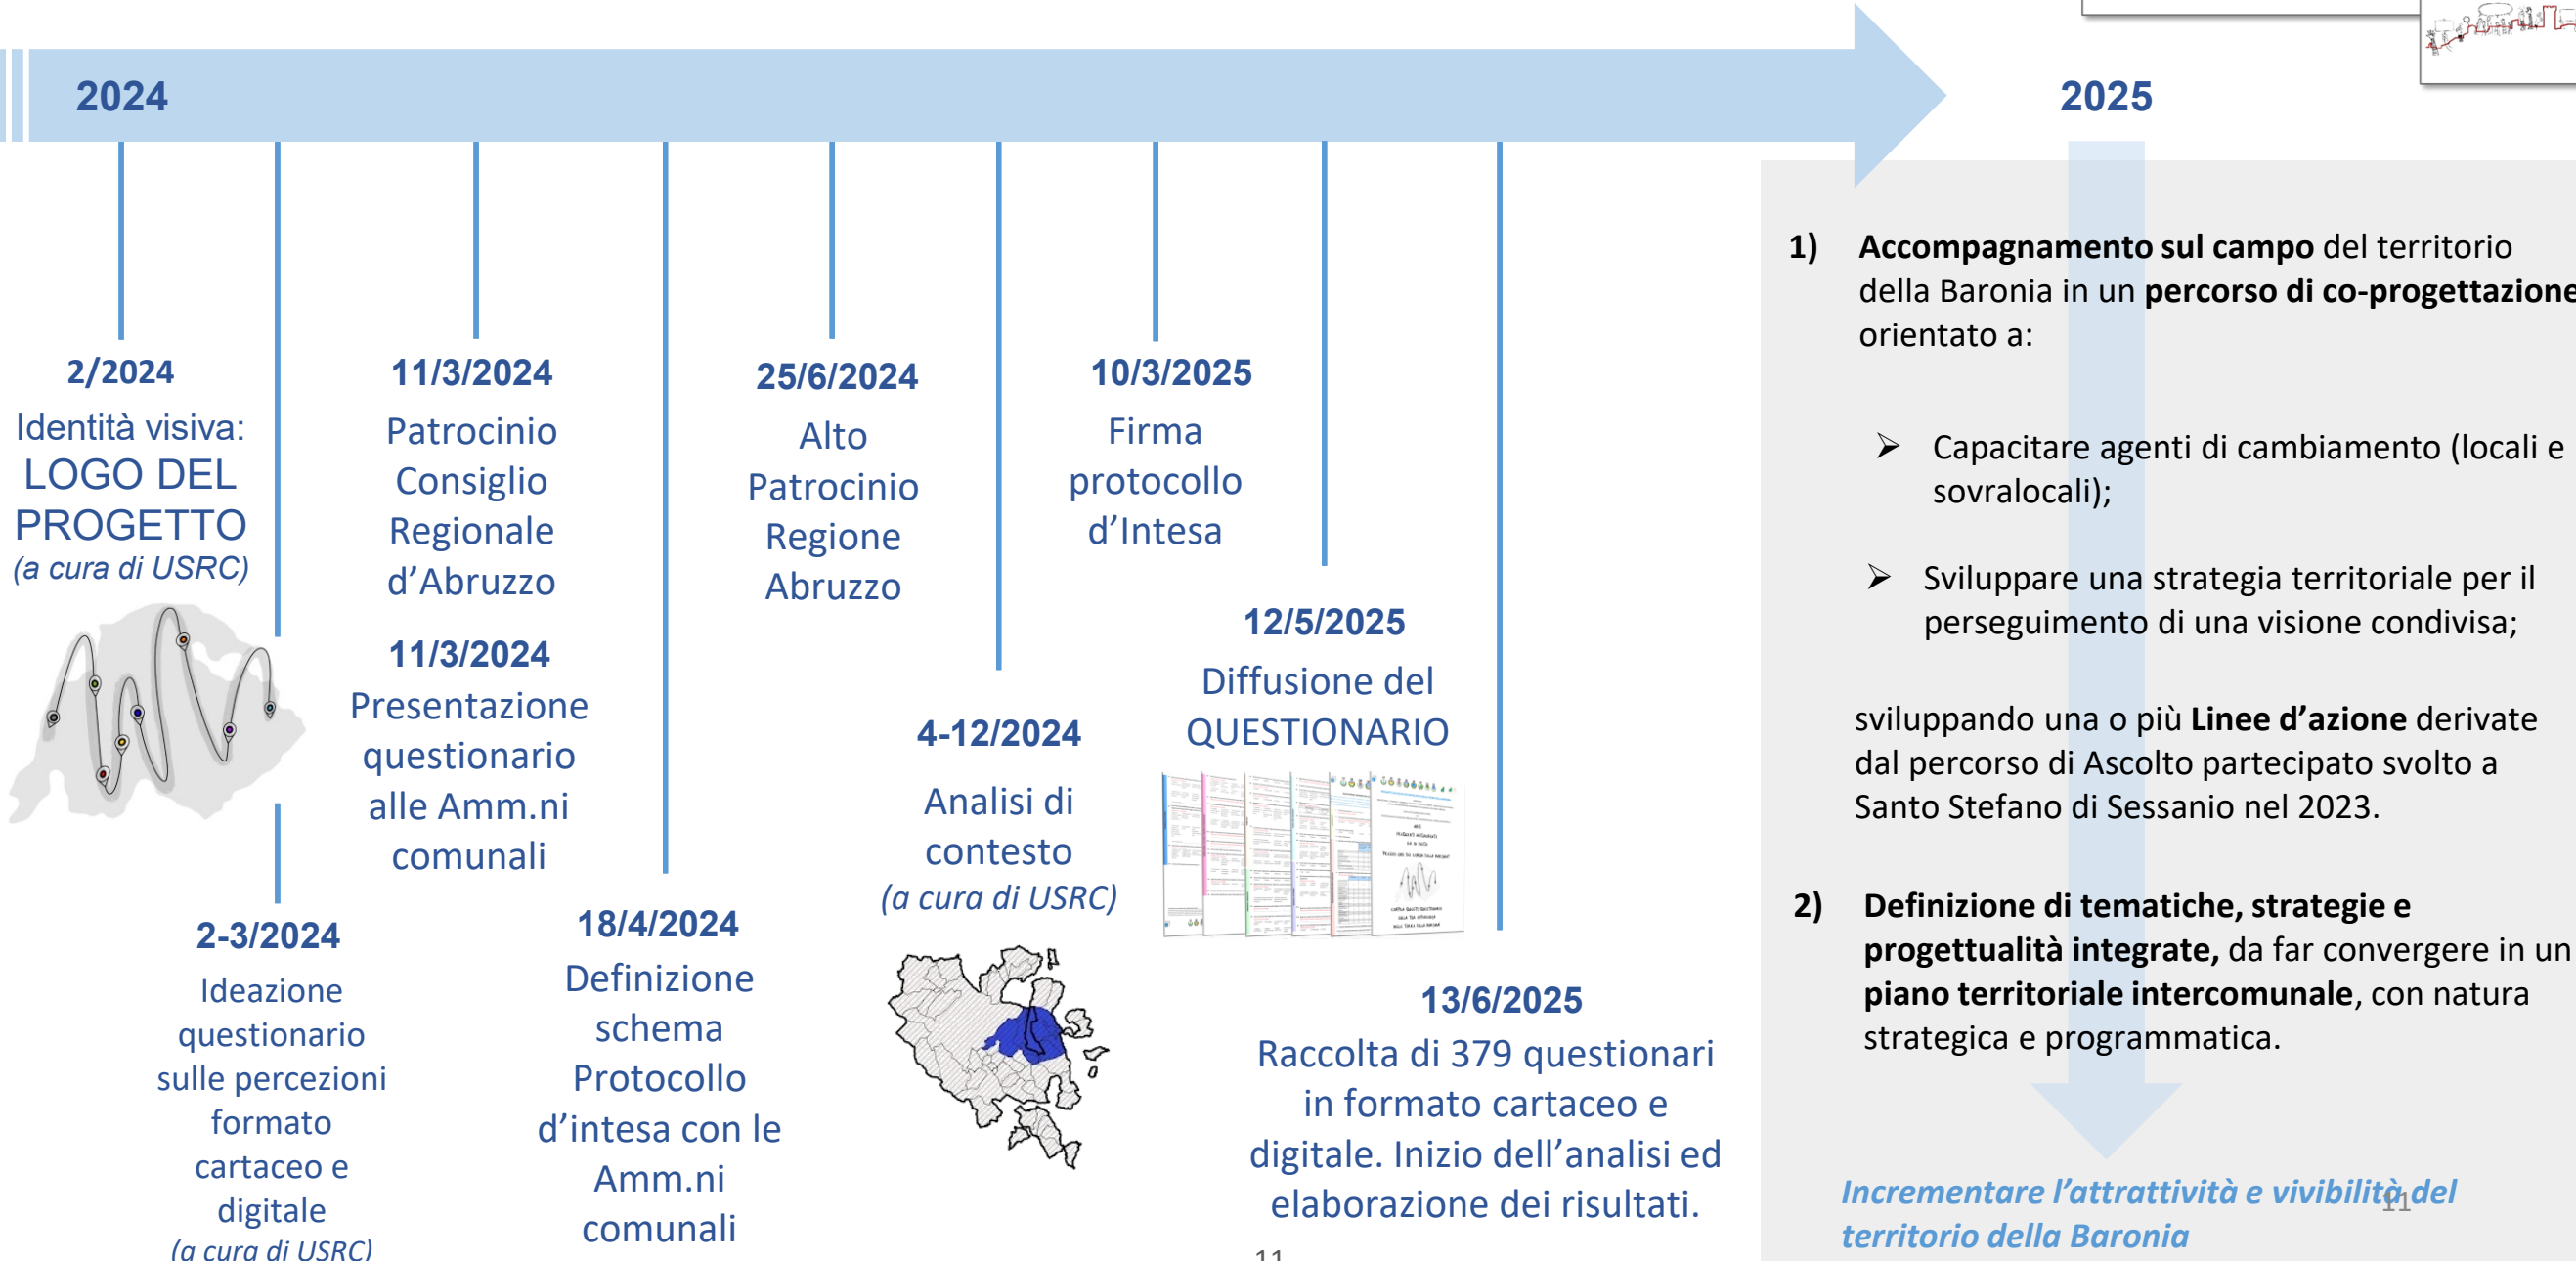 2024
2025
2/2024
Identità visiva:
LOGO DEL
PROGETTO
(a cura di USRC)
2-3/2024
Ideazione
questionario
sulle percezioni
formato
cartaceo e
digitale
(a cura di USRC)
11/3/2024
Patrocinio
Consiglio
Regionale
d’Abruzzo
11/3/2024
Presentazione
questionario
alle Amm.ni
comunali
18/4/2024
Definizione
schema
Protocollo
d’intesa con le
Amm.ni
comunali
25/6/2024
Alto
Patrocinio
Regione
Abruzzo
4-12/2024
Analisi di
contesto
(a cura di USRC)
10/3/2025
Firma
protocollo
d’Intesa
12/5/2025
Diffusione del
QUESTIONARIO
13/6/2025
Raccolta di 379 questionari
in formato cartaceo e
digitale. Inizio dell’analisi ed
elaborazione dei risultati.
11
1) Accompagnamento sul campo del territorio
della Baronia in un percorso di co-progettazione
orientato a:
➢ Capacitare agenti di cambiamento (locali e
sovralocali);
➢ Sviluppare una strategia territoriale per il
perseguimento di una visione condivisa;
sviluppando una o più Linee d’azione derivate
dal percorso di Ascolto partecipato svolto a
Santo Stefano di Sessanio nel 2023.
2) Definizione di tematiche, strategie e
progettualità integrate, da far convergere in un
piano territoriale intercomunale, con natura
strategica e programmatica.
Incrementare l’attrattività e vivibilità del
territorio della Baronia
11